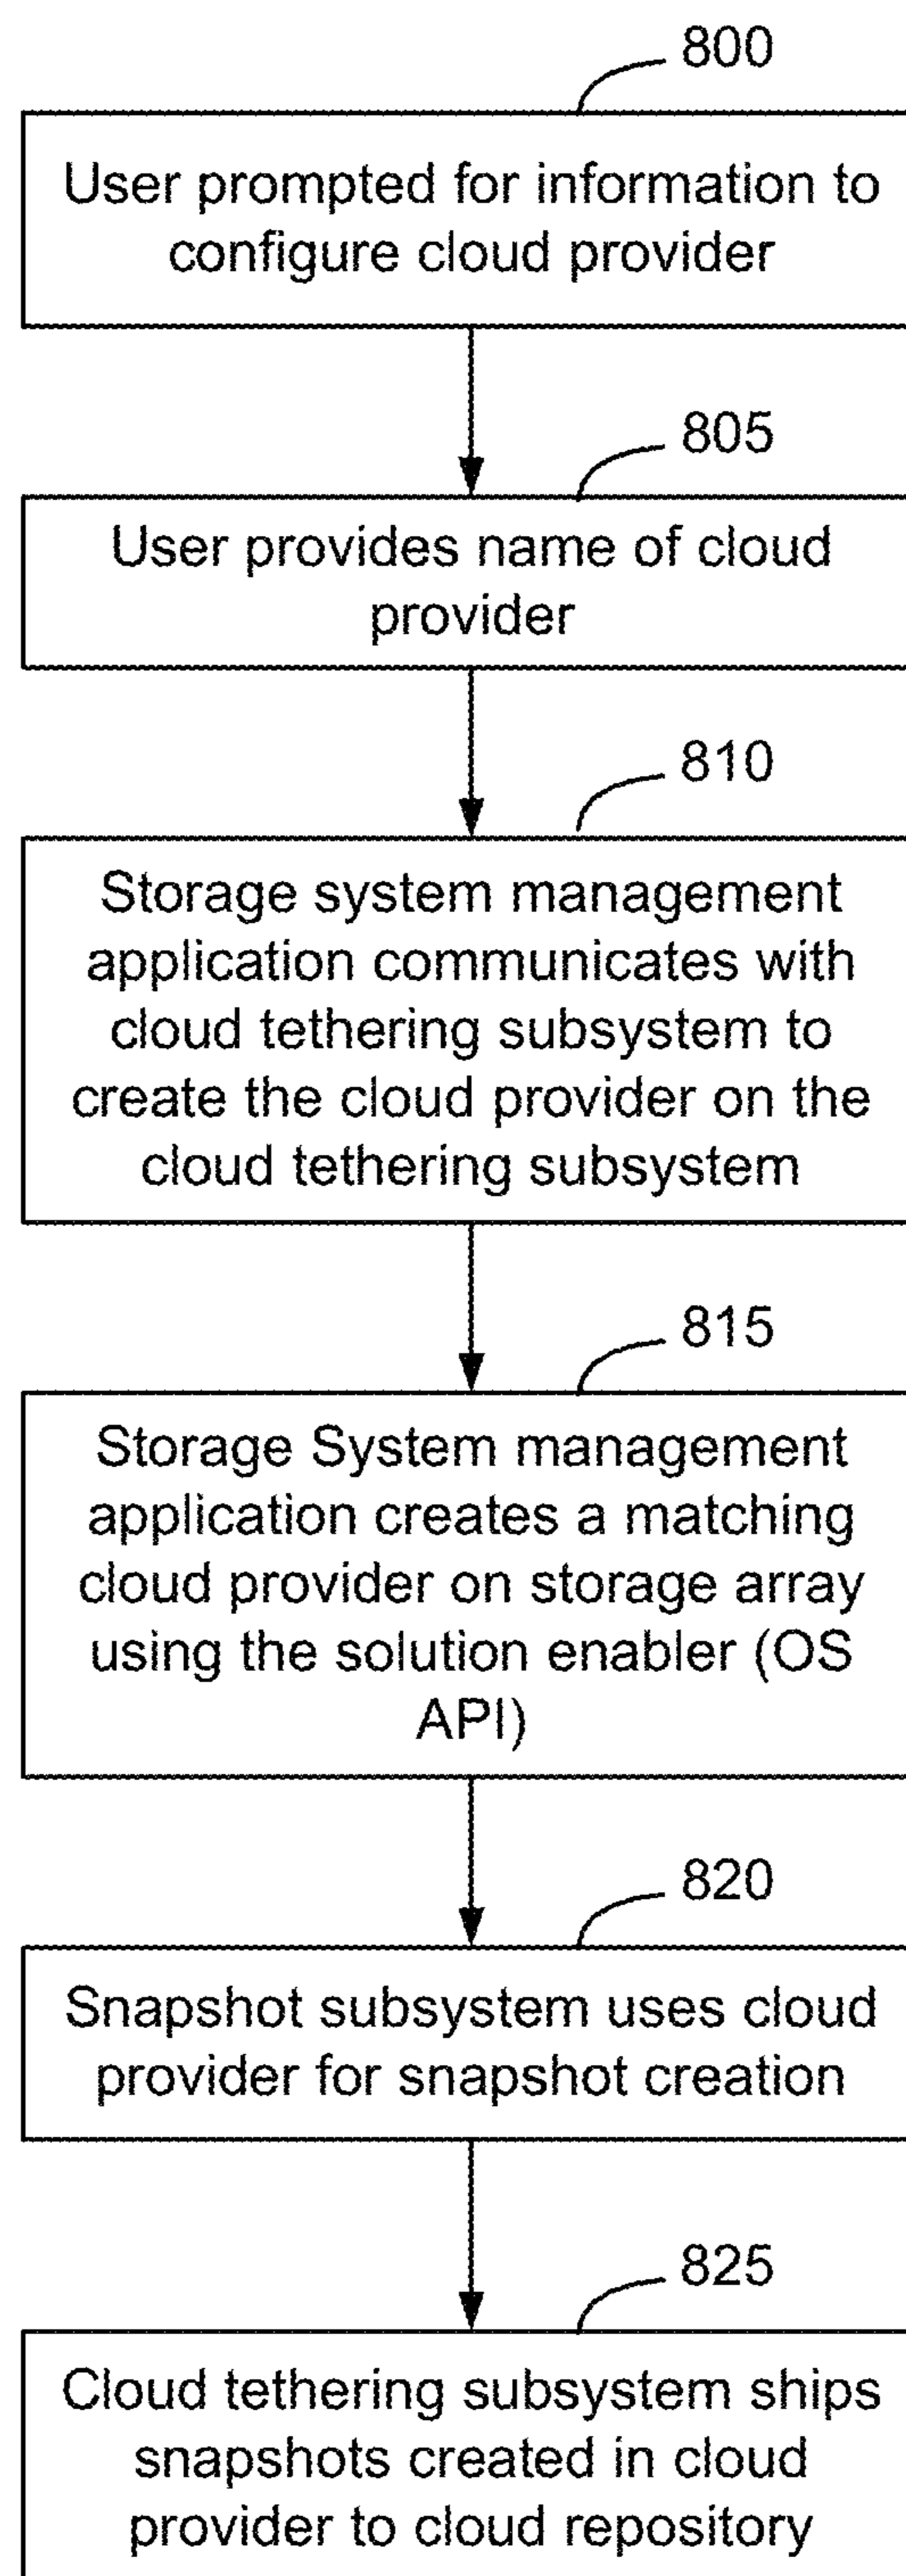 800
User prompted for information to
configure cloud provider
805
User provides name of cloud
provider
810
Storage system management
application communicates with
cloud tethering subsystem to
create the cloud provider on the
cloud tethering subsystem
815
Storage System management
application creates a matching
cloud provider on storage array
using the solution enabler (OS
API)
820
Snapshot subsystem uses cloud
provider for snapshot creation
825
Cloud tethering subsystem ships
snapshots created in cloud
provider to cloud repository